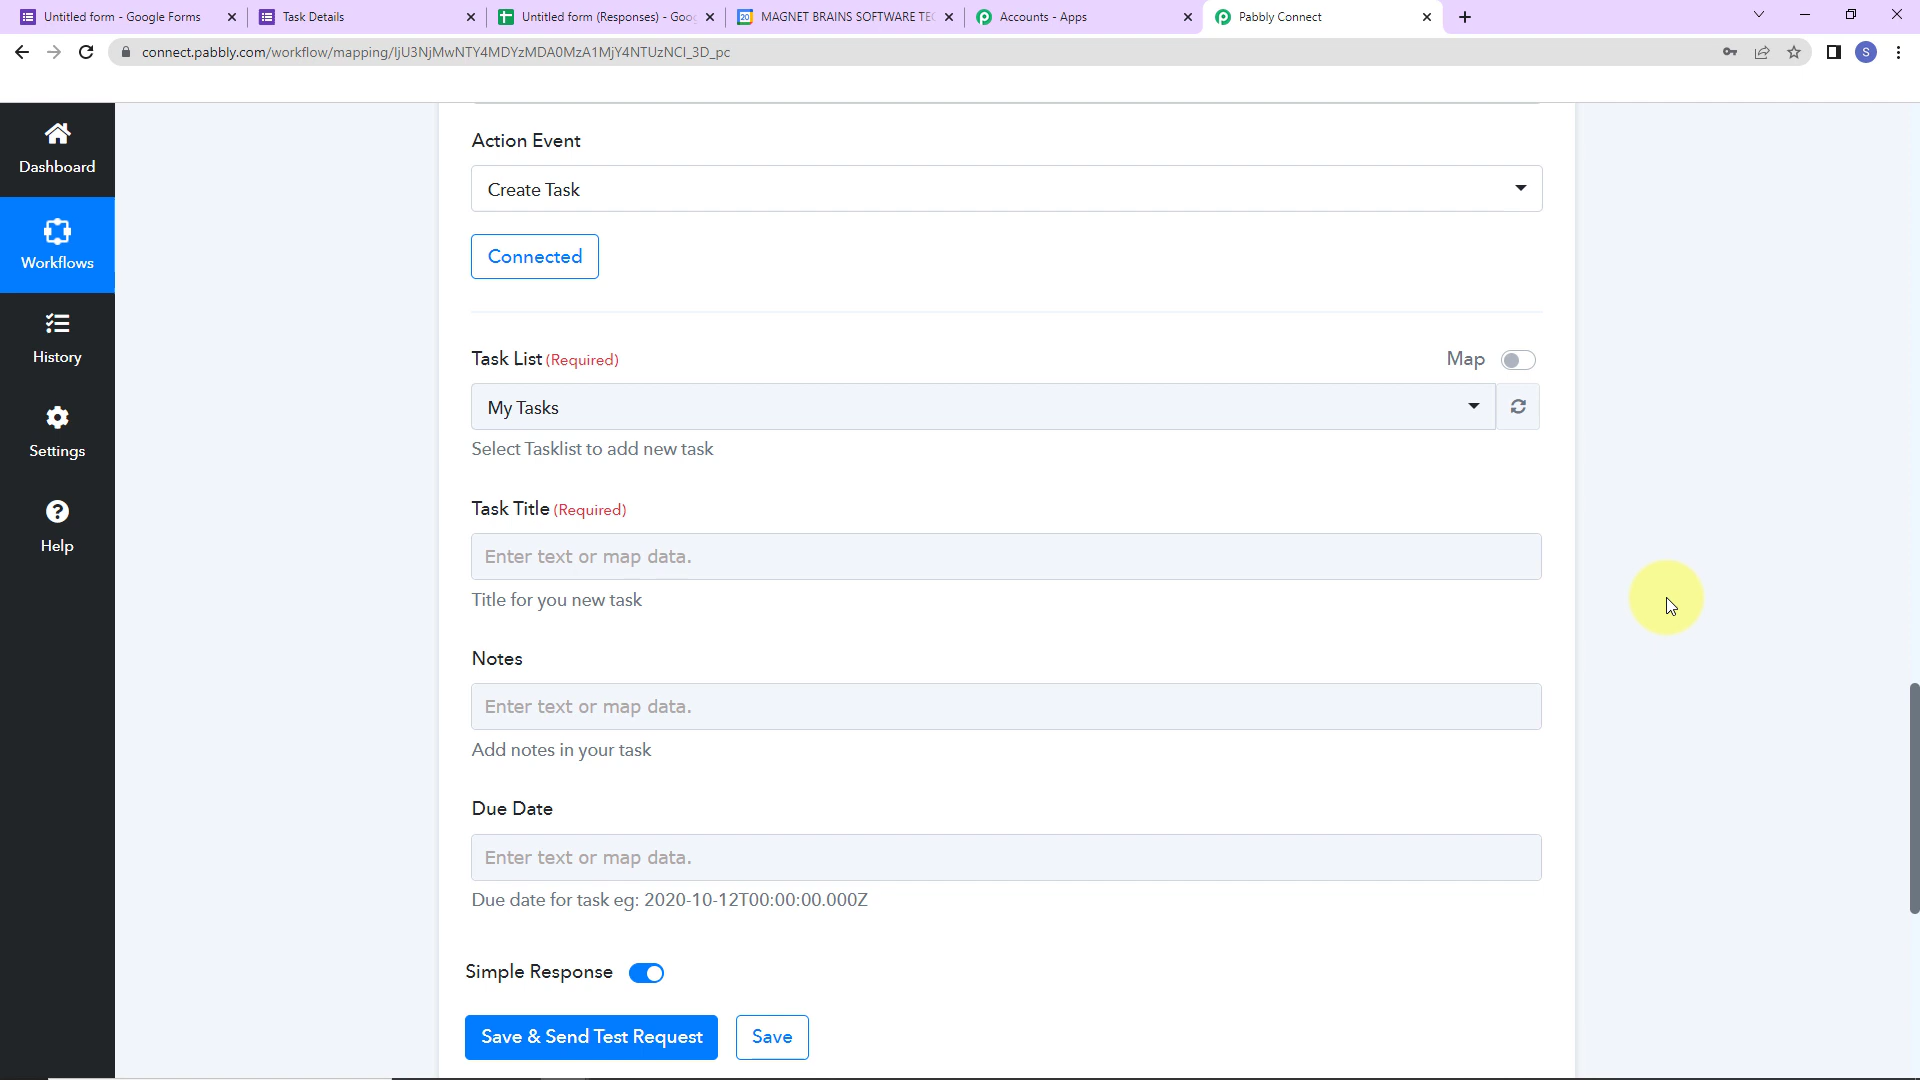 Untitled form - Google Forms
Task Details
Untitled form (Responses) - Goo
MAGNET BRAINS SOFTWARE TEC
Accounts - Apps
Pabbly Connect
connect.pabbly.com/workflow/mapping/IjU3NjMwNTY4MDYzMDA0MzA1MjY4NTUzNCI_3D_pc
S
Dashboard
Workflows
History
Settings
Help
Action Event
Create Task
Connected
Task List (Required)
Map
My Tasks
Select Tasklist to add new task
Task Title (Required)
Enter text or map data.
Title for you new task
Notes
Enter text or map data.
Add notes in your task
Due Date
Enter text or map data.
Due date for task eg: 2020-10-12T00:00:00.000Z
Simple Response
Save & Send Test Request
Save